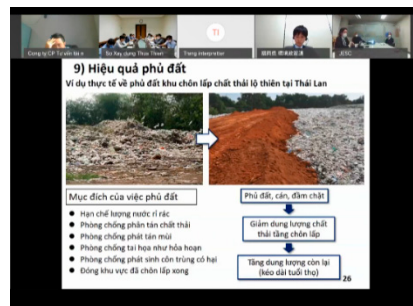 TI
Công ty CP Tư vấn
Sở Xây dựng Thừa Thiên
Trang Interpreter
JESC
9) Hiệu quả phủ đất
Ví dụ thực tế về phủ đất khu chôn lấp chất thải lộ thiên tại Thái Lan
Mục đích của việc phủ đất
● Hạn chế lượng nước rỉ rác
● Phòng chống phân tán chất thải
● Phòng chống phát tán mùi
● Phòng chống tai họa như hỏa hoạn
● Phòng chống phát sinh côn trùng có hại
● Đóng khu vực đã chôn lấp xong
Phủ đất, cán, đầm chặt
Giảm dung lượng chất
thải tầng chôn lấp
Tăng dung lượng còn lại
(kéo dài tuổi thọ)
26